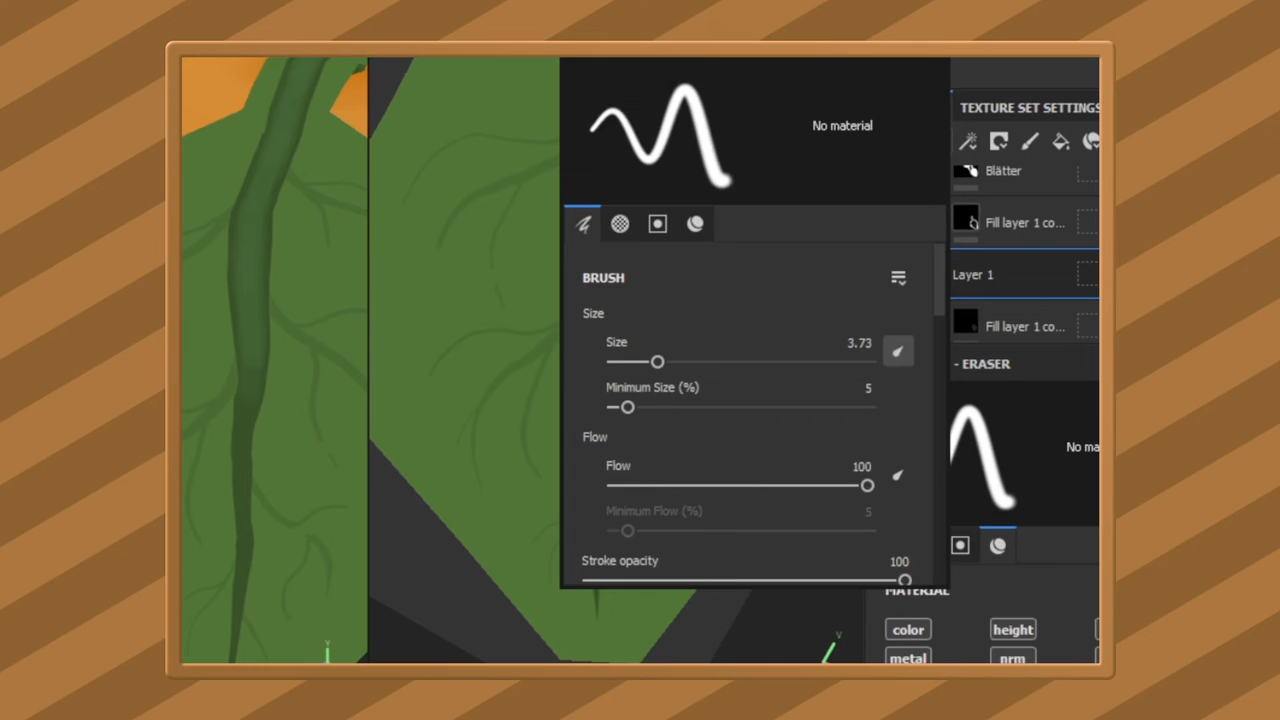 No material
BRUSH
Size
Size 3.73
Minimum Size (%) 5
Flow
Flow 100
Minimum Flow (%) 5
Stroke opacity 100
TEXTURE SET SETTINGS
Blätter
Fill layer 1 co...
Layer 1
Fill layer 1 co...
- ERASER
No ma
MATERIAL
color height
metal nrm
Y
Y